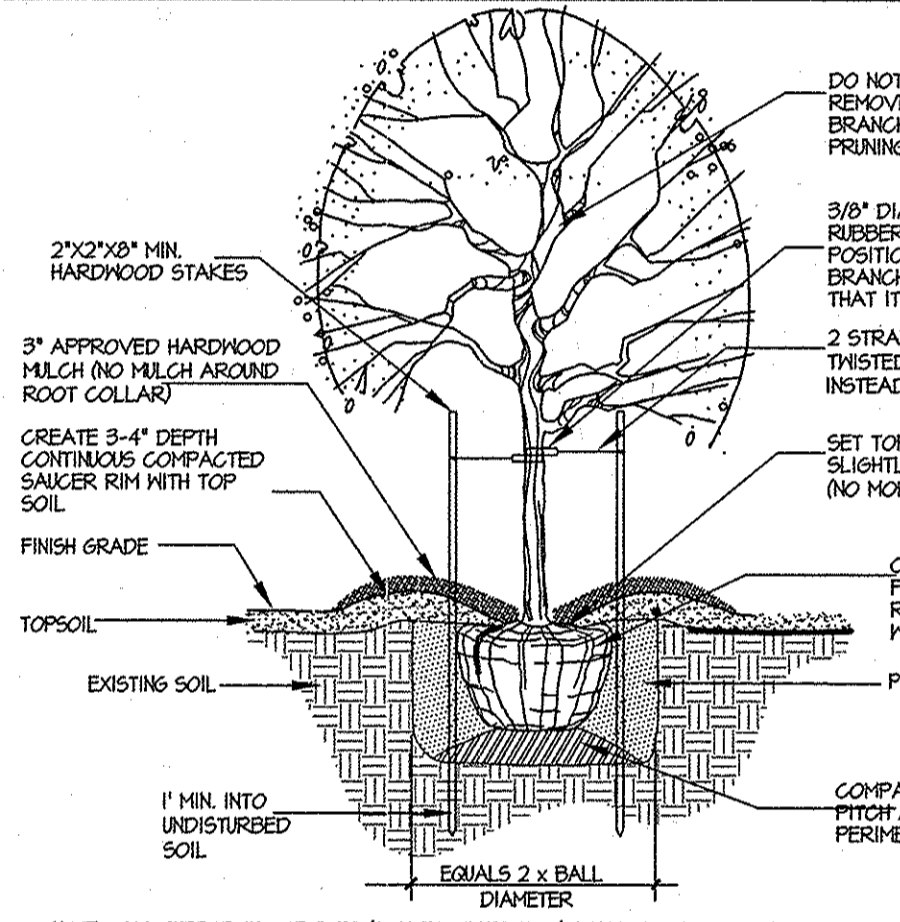 2"X2"X8" MIN.
HARDWOOD STAKES
3" APPROVED HARDWOOD
MULCH (NO MULCH AROUND
ROOT COLLAR)
CREATE 3-4" DEPTH
CONTINUOUS COMPACTED
SAUCER RIM WITH TOP
SOIL
FINISH GRADE
TOPSOIL
EXISTING SOIL
1' MIN. INTO
UNDISTURBED
SOIL
EQUALS 2 x BALL
DIAMETER
DO NOT
REMOVE
BRANCH
PRUNING
3/8" DIA
RUBBER
POSITIO
BRANCH
THAT IT
2 STRA
TWISTED
INSTEAD
SET TOP
SLIGHTL
(NO MOR
C
F
R
W
P
COMPA
PITCH A
PERIME